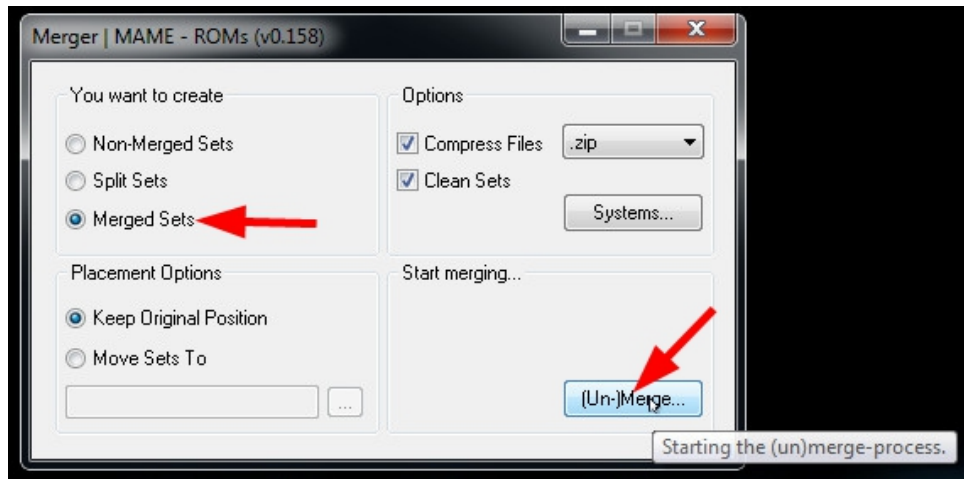 Merger | MAME - ROMs (v0.158)
You want to create
Non-Merged Sets
Split Sets
Merged Sets
Options
Compress Files
.zip
Clean Sets
Systems...
Placement Options
Keep Original Position
Move Sets To
...
Start merging...
(Un-)Merge...
Starting the (un)merge-process.